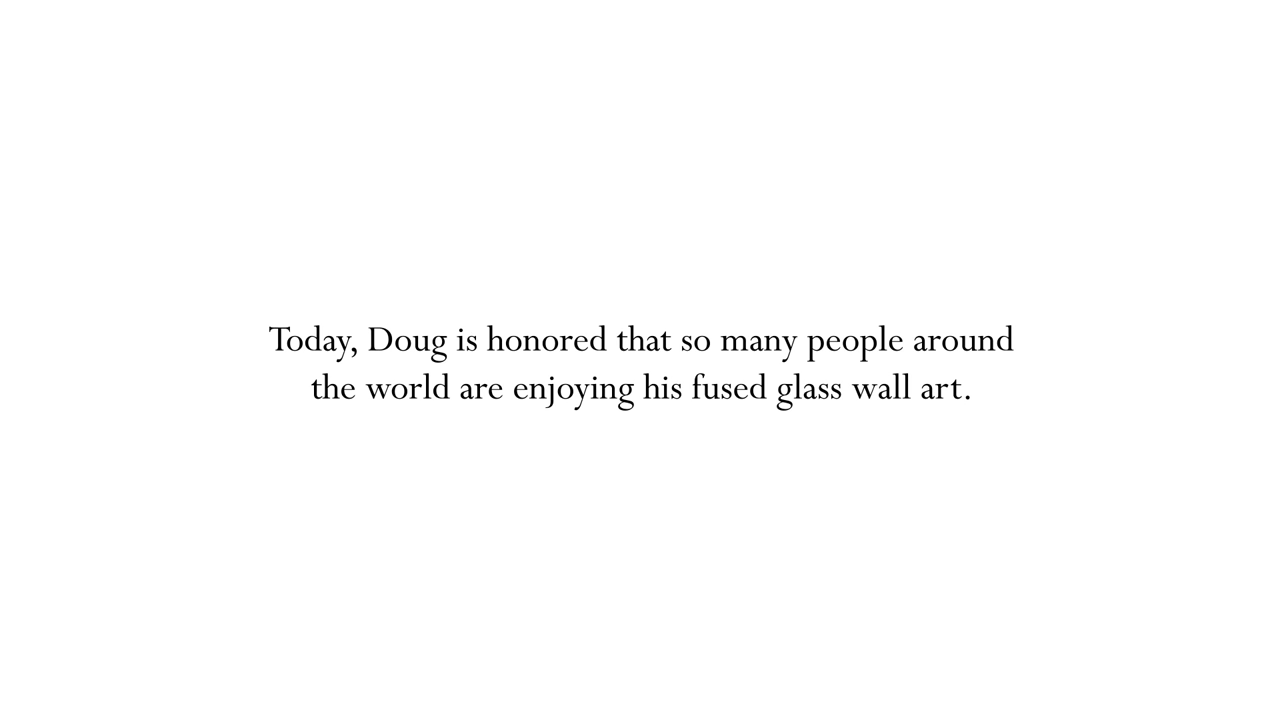 Today, Doug is honored that so many people around
the world are enjoying his fused glass wall art.